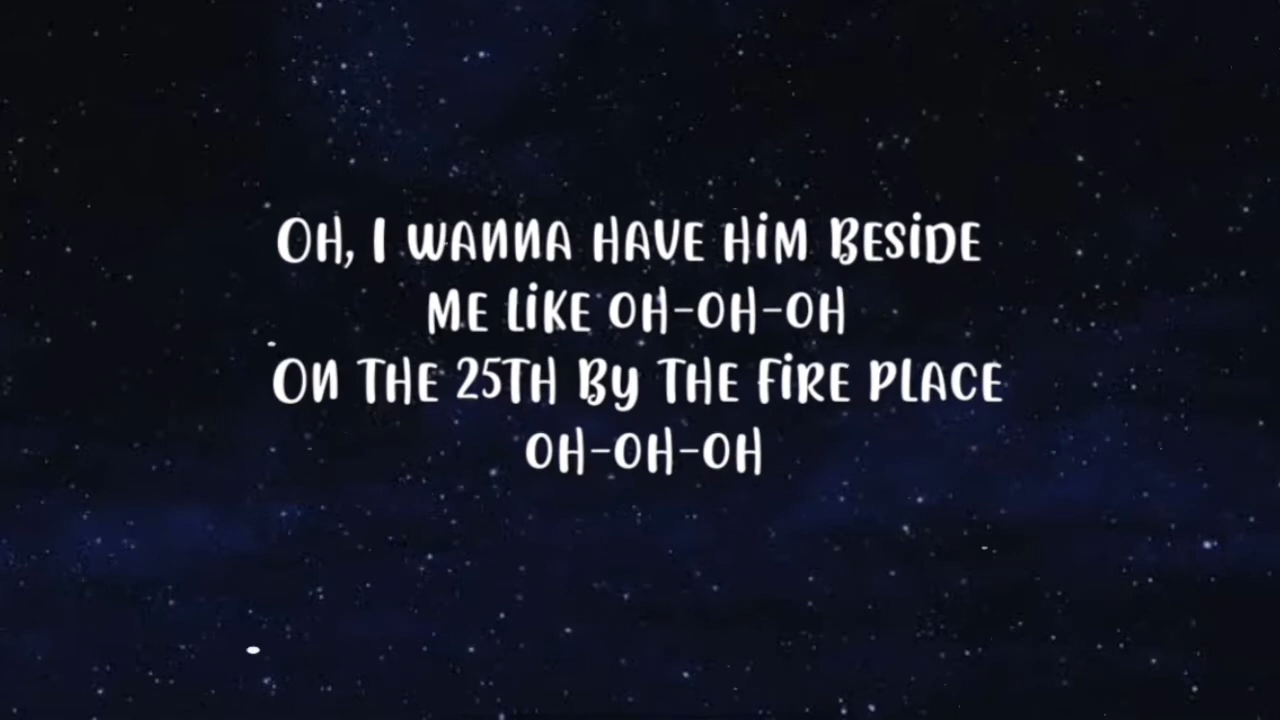 OH, I WANNA HAVE HiM BESiDE
ME LiKE OH-OH-OH
ON THE 25TH By THE FiRE PLACE
OH-OH-OH